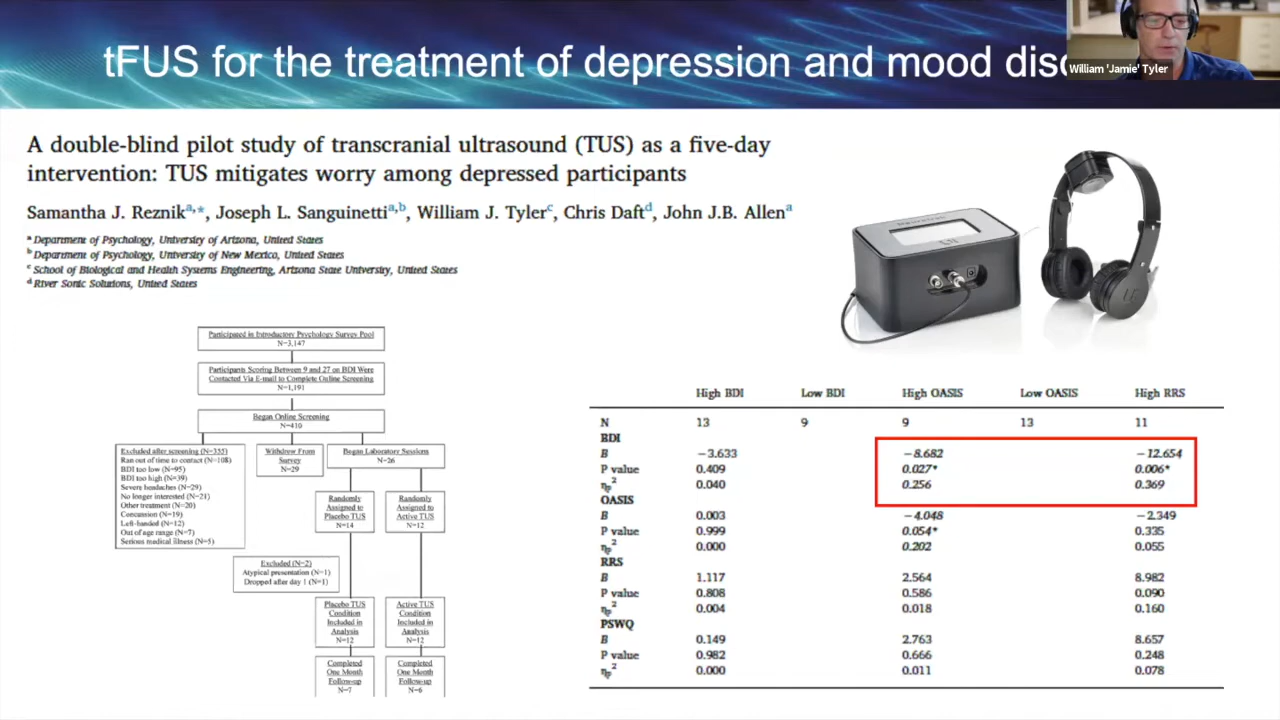 tFUS for the treatment of depression and mood
William 'Jamie' Tyler
A double-blind pilot study of transcranial ultrasound (TUS) as a five-day
intervention: TUS mitigates worry among depressed participants
Samantha J. Reznik a,*, Joseph L. Sanguinetti a,b, William J. Tyler c, Chris Daft d, John J.B. Allen a
a Department of Psychology, University of Arizona, United States
b Department of Psychology, University of New Mexico, United States
c School of Biological and Health Systems Engineering, Arizona State University, United States
d River Sonic Solutions, United States
Participated in Introductory Psychology Survey Pool
N=3,147
Participants Scoring Between 9 and 27 on BDI Were
Contacted Via E-mail to Complete Online Screening
N=1,191
Began Online Screening
N=410
Excluded after screening (N=355)
Ran out of time to contact (N=108)
BDI too low (N=95)
BDI too high (N=39)
Severe headaches (N=29)
No longer interested (N=21)
Other treatment (N=20)
Concussion (N=19)
Left-handed (N=12)
Out of age range (N=7)
Serious medical illness (N=5)
Withdrew From
Survey
N=29
Began Laboratory Sessions
N=26
Randomly
Assigned to
Placebo TUS
N=14
Randomly
Assigned to
Active TUS
N=12
Excluded (N=2)
Atypical presentation (N=1)
Dropped after day 1 (N=1)
Placebo TUS
Condition
Included in
Analysis
N=12
Active TUS
Condition
Included in
Analysis
N=12
Completed
One Month
Follow-up
N=7
Completed
One Month
Follow-up
N=6
High BDI Low BDI High OASIS Low OASIS High RRS
N 13 9 9 13 11
BDI
B −3.633 −8.682 −12.654
P value 0.409 0.027* 0.006*
ηp2 0.040 0.256 0.369
OASIS
B 0.003 −4.048 −2.349
P value 0.999 0.054* 0.335
ηp2 0.000 0.202 0.055
RRS
B 1.117 2.564 8.982
P value 0.808 0.586 0.090
ηp2 0.004 0.018 0.160
PSWQ
B 0.149 2.763 8.657
P value 0.982 0.666 0.248
ηp2 0.000 0.011 0.078